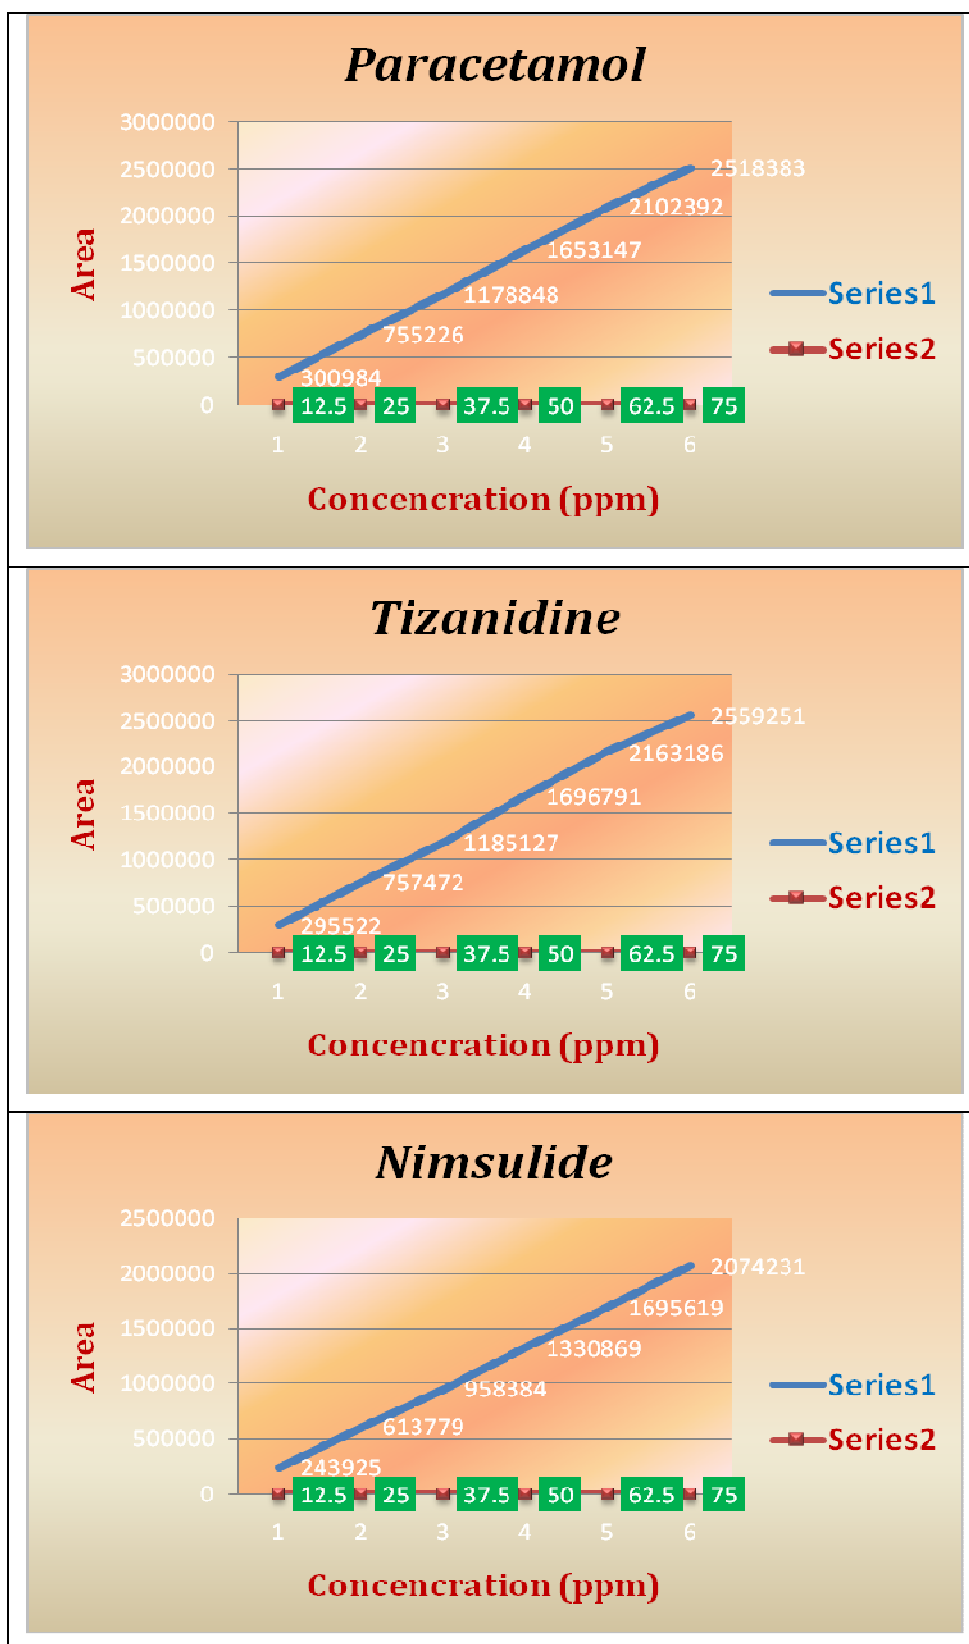 Paracetamol
3000000
2500000
2000000
1500000
1000000
500000
0
Area
2518383
2102392
1653147
1178848
755226
300984
12.5 25 37.5 50 62.5 75
1 2 3 4 5 6
Concencration (ppm)
Series1
Series2
Tizanidine
3000000
2500000
2000000
1500000
1000000
500000
0
Area
2559251
2163186
1696791
1185127
757472
295522
12.5 25 37.5 50 62.5 75
1 2 3 4 5 6
Concencration (ppm)
Series1
Series2
Nimsulide
2500000
2000000
1500000
1000000
500000
0
Area
2074231
1695619
1330869
958384
613779
243925
12.5 25 37.5 50 62.5 75
1 2 3 4 5 6
Concencration (ppm)
Series1
Series2